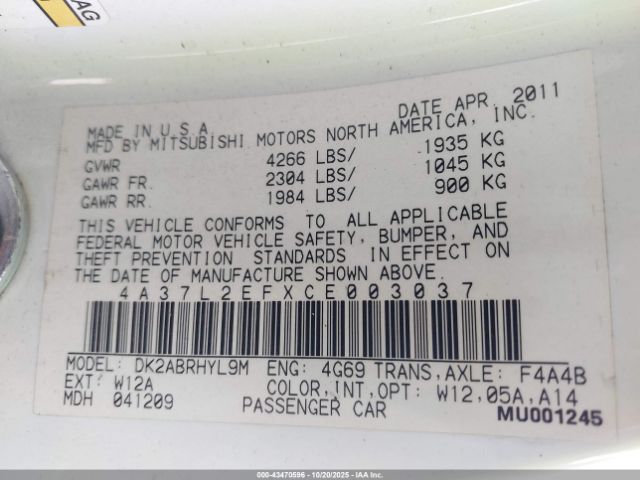 AG
DATE APR. 2011
MADE IN U.S.A.
MFD BY MITSUBISHI MOTORS NORTH AMERICA, INC.
GVWR 4266 LBS/ 1935 KG
GAWR FR. 2304 LBS/ 1045 KG
GAWR RR. 1984 LBS/ 900 KG
THIS VEHICLE CONFORMS TO ALL APPLICABLE
FEDERAL MOTOR VEHICLE SAFETY, BUMPER, AND
THEFT PREVENTION STANDARDS IN EFFECT ON
THE DATE OF MANUFACTURE SHOWN ABOVE.
4A37L2EFXCE003037
MODEL: DK2ABRHYL9M ENG: 4G69 TRANS,AXLE: F4A4B
EXT: W12A COLOR,INT,OPT: W12,05A,A14
MDH 041209 PASSENGER CAR MU001245
000-43470596 - 10/20/2025 - IAAI.COM